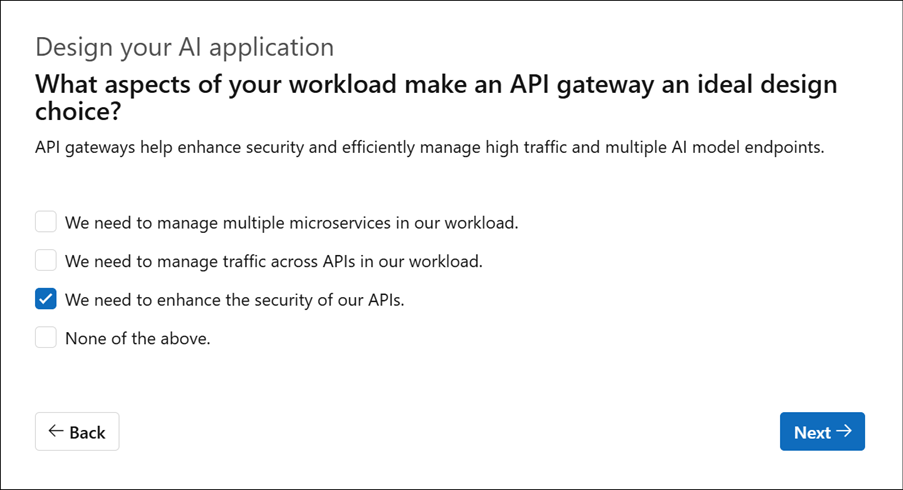 Design your AI application
What aspects of your workload make an API gateway an ideal design
choice?
API gateways help enhance security and efficiently manage high traffic and multiple AI model endpoints.
We need to manage multiple microservices in our workload.
We need to manage traffic across APIs in our workload.
We need to enhance the security of our APIs.
None of the above.
← Back
Next →